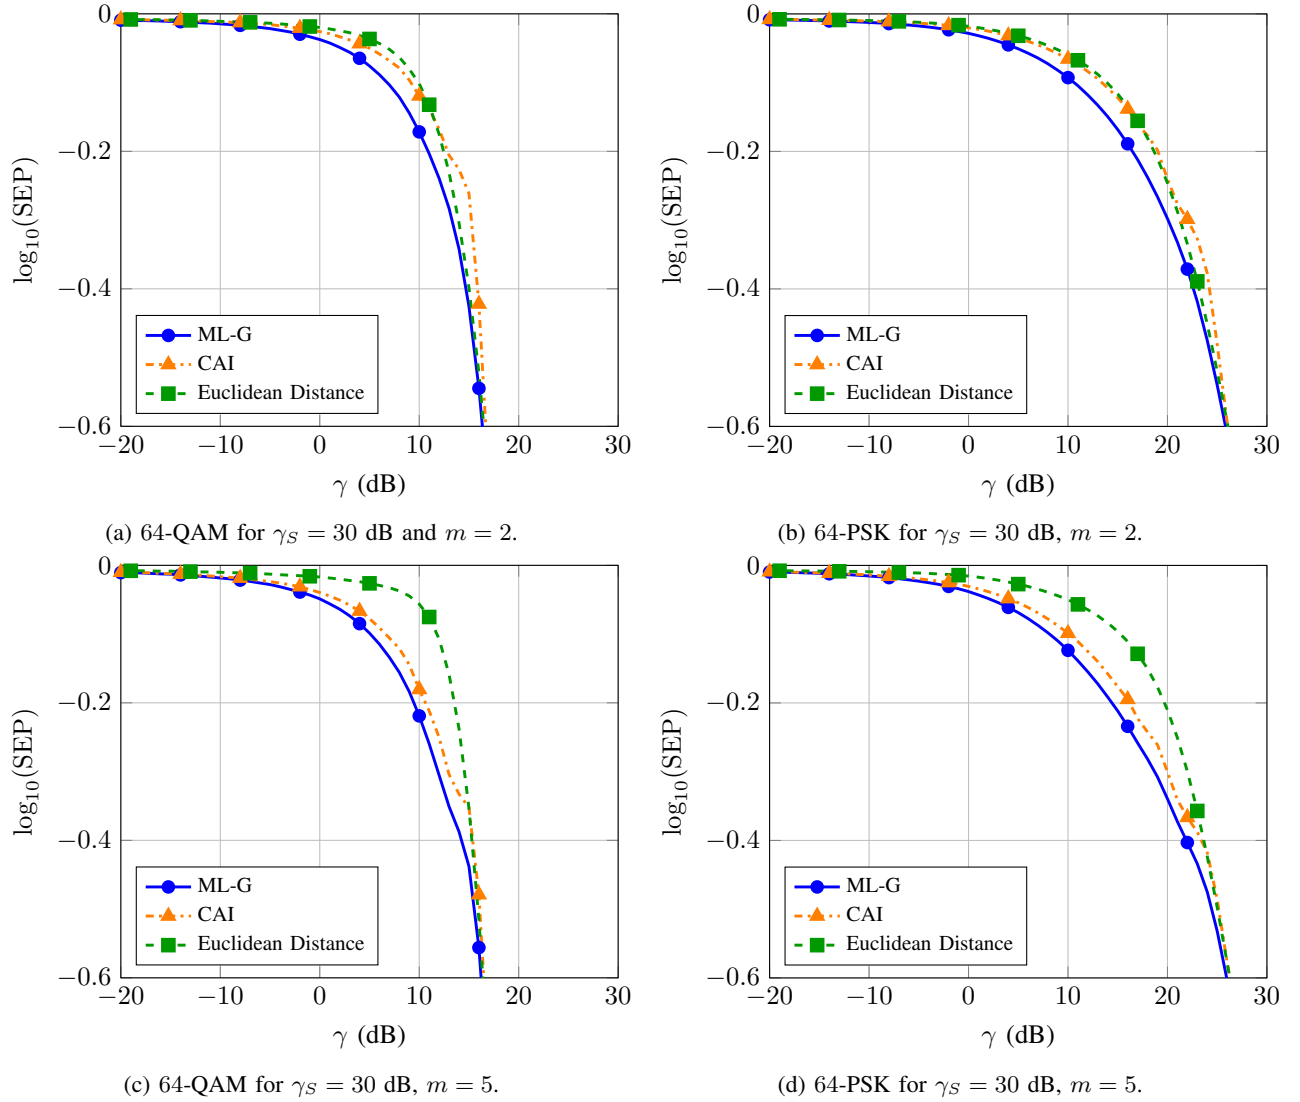 0
−0.2
−0.4
−0.6
log10(SEP)
ML-G
CAI
Euclidean Distance
−20 −10 0 10 20 30
γ (dB)
(a) 64-QAM for γS = 30 dB and m = 2.
0
−0.2
−0.4
−0.6
log10(SEP)
ML-G
CAI
Euclidean Distance
−20 −10 0 10 20 30
γ (dB)
(b) 64-PSK for γS = 30 dB, m = 2.
0
−0.2
−0.4
−0.6
log10(SEP)
ML-G
CAI
Euclidean Distance
−20 −10 0 10 20 30
γ (dB)
(c) 64-QAM for γS = 30 dB, m = 5.
0
−0.2
−0.4
−0.6
log10(SEP)
ML-G
CAI
Euclidean Distance
−20 −10 0 10 20 30
γ (dB)
(d) 64-PSK for γS = 30 dB, m = 5.